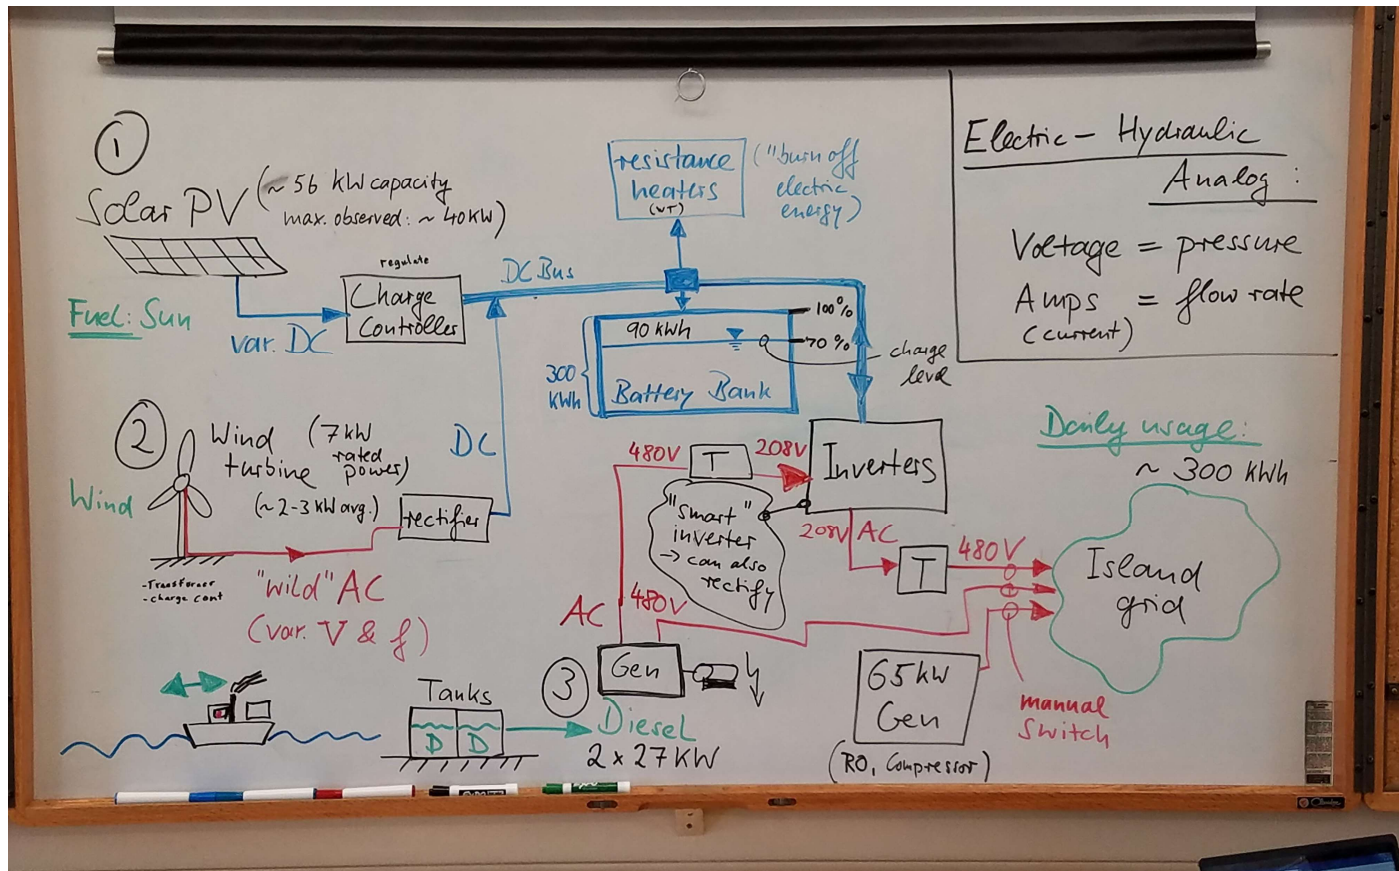 1
Solar PV (~ 56 kW capacity
max. observed: ~ 40 kW)
Fuel: Sun
var. DC
regulate
Charge
Controller
DC Bus
resistance
heaters
(WT)
("burn off
electric
energy)
90 kWh
100%
70 %
300
kWh
Battery Bank
charge
level
2
Wind
turbine
(7 kW
rated
power)
(~ 2-3 kW avg.)
Wind
DC
rectifier
- Transformer
- charge cont
"wild" AC
(var. V & f)
480V
T
208V
Inverters
"Smart"
inverter
→ can also
rectify
208V AC
T
480V
AC
480V
Gen
3
Diesel
2 x 27 KW
Tanks
D
D
65 kW
Gen
(RO, Compressor)
manual
Switch
Island
grid
Daily usage:
~ 300 kWh
Electric - Hydraulic
Analog:
Voltage = pressure
Amps = flow rate
(current)